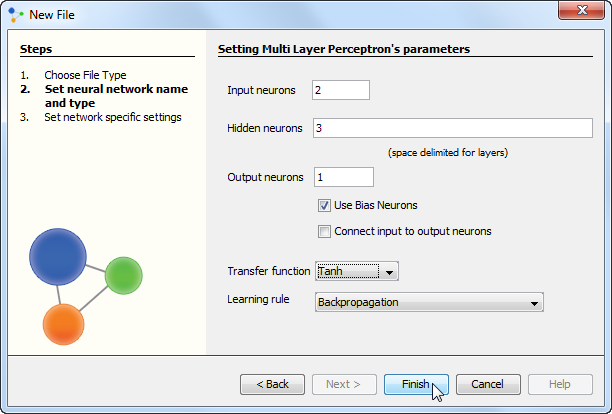 New File
Steps
1. Choose File Type
2. Set neural network name
and type
3. Set network specific settings
Setting Multi Layer Perceptron's parameters
Input neurons 2
Hidden neurons 3
(space delimited for layers)
Output neurons 1
Use Bias Neurons
Connect input to output neurons
Transfer function Tanh
Learning rule Backpropagation
< Back Next > Finish Cancel Help